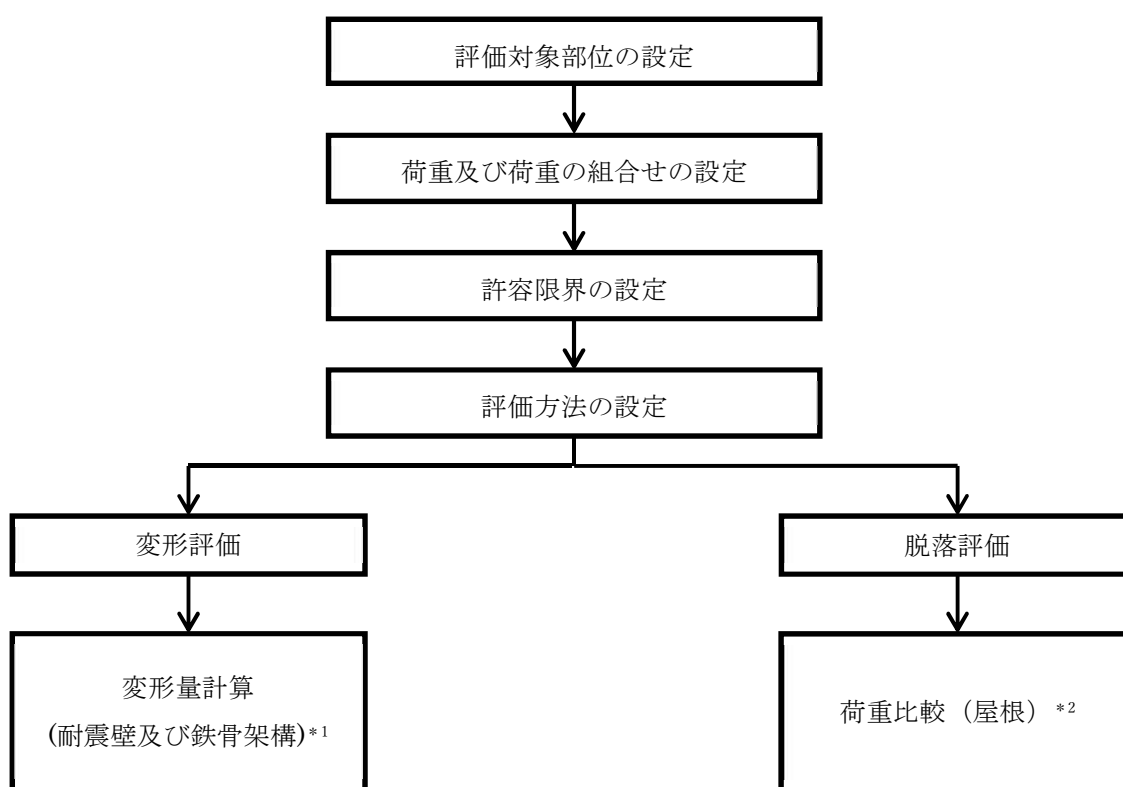 評価対象部位の設定
荷重及び荷重の組合せの設定
許容限界の設定
評価方法の設定
変形評価
脱落評価
変形量計算
(耐震壁及び鉄骨架構)*1
荷重比較（屋根）*2